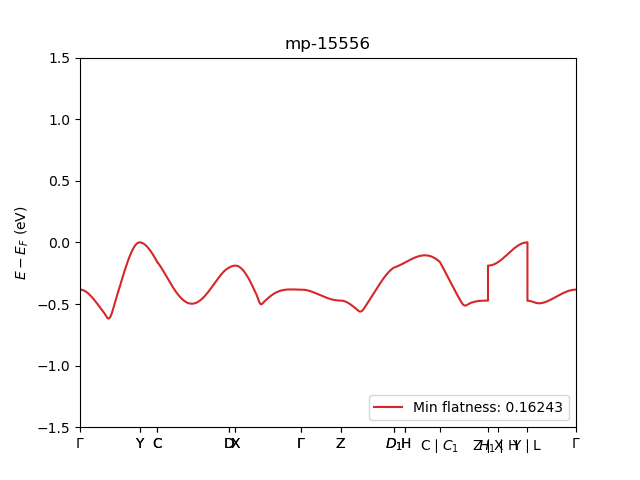 mp-15556
1.5
1.0
0.5
0.0
−0.5
−1.0
−1.5
E − E_F (eV)
Min flatness: 0.16243
Γ Y C D X Γ Z D_1 H C | C_1 Z H_1 | X | H Y | L Γ